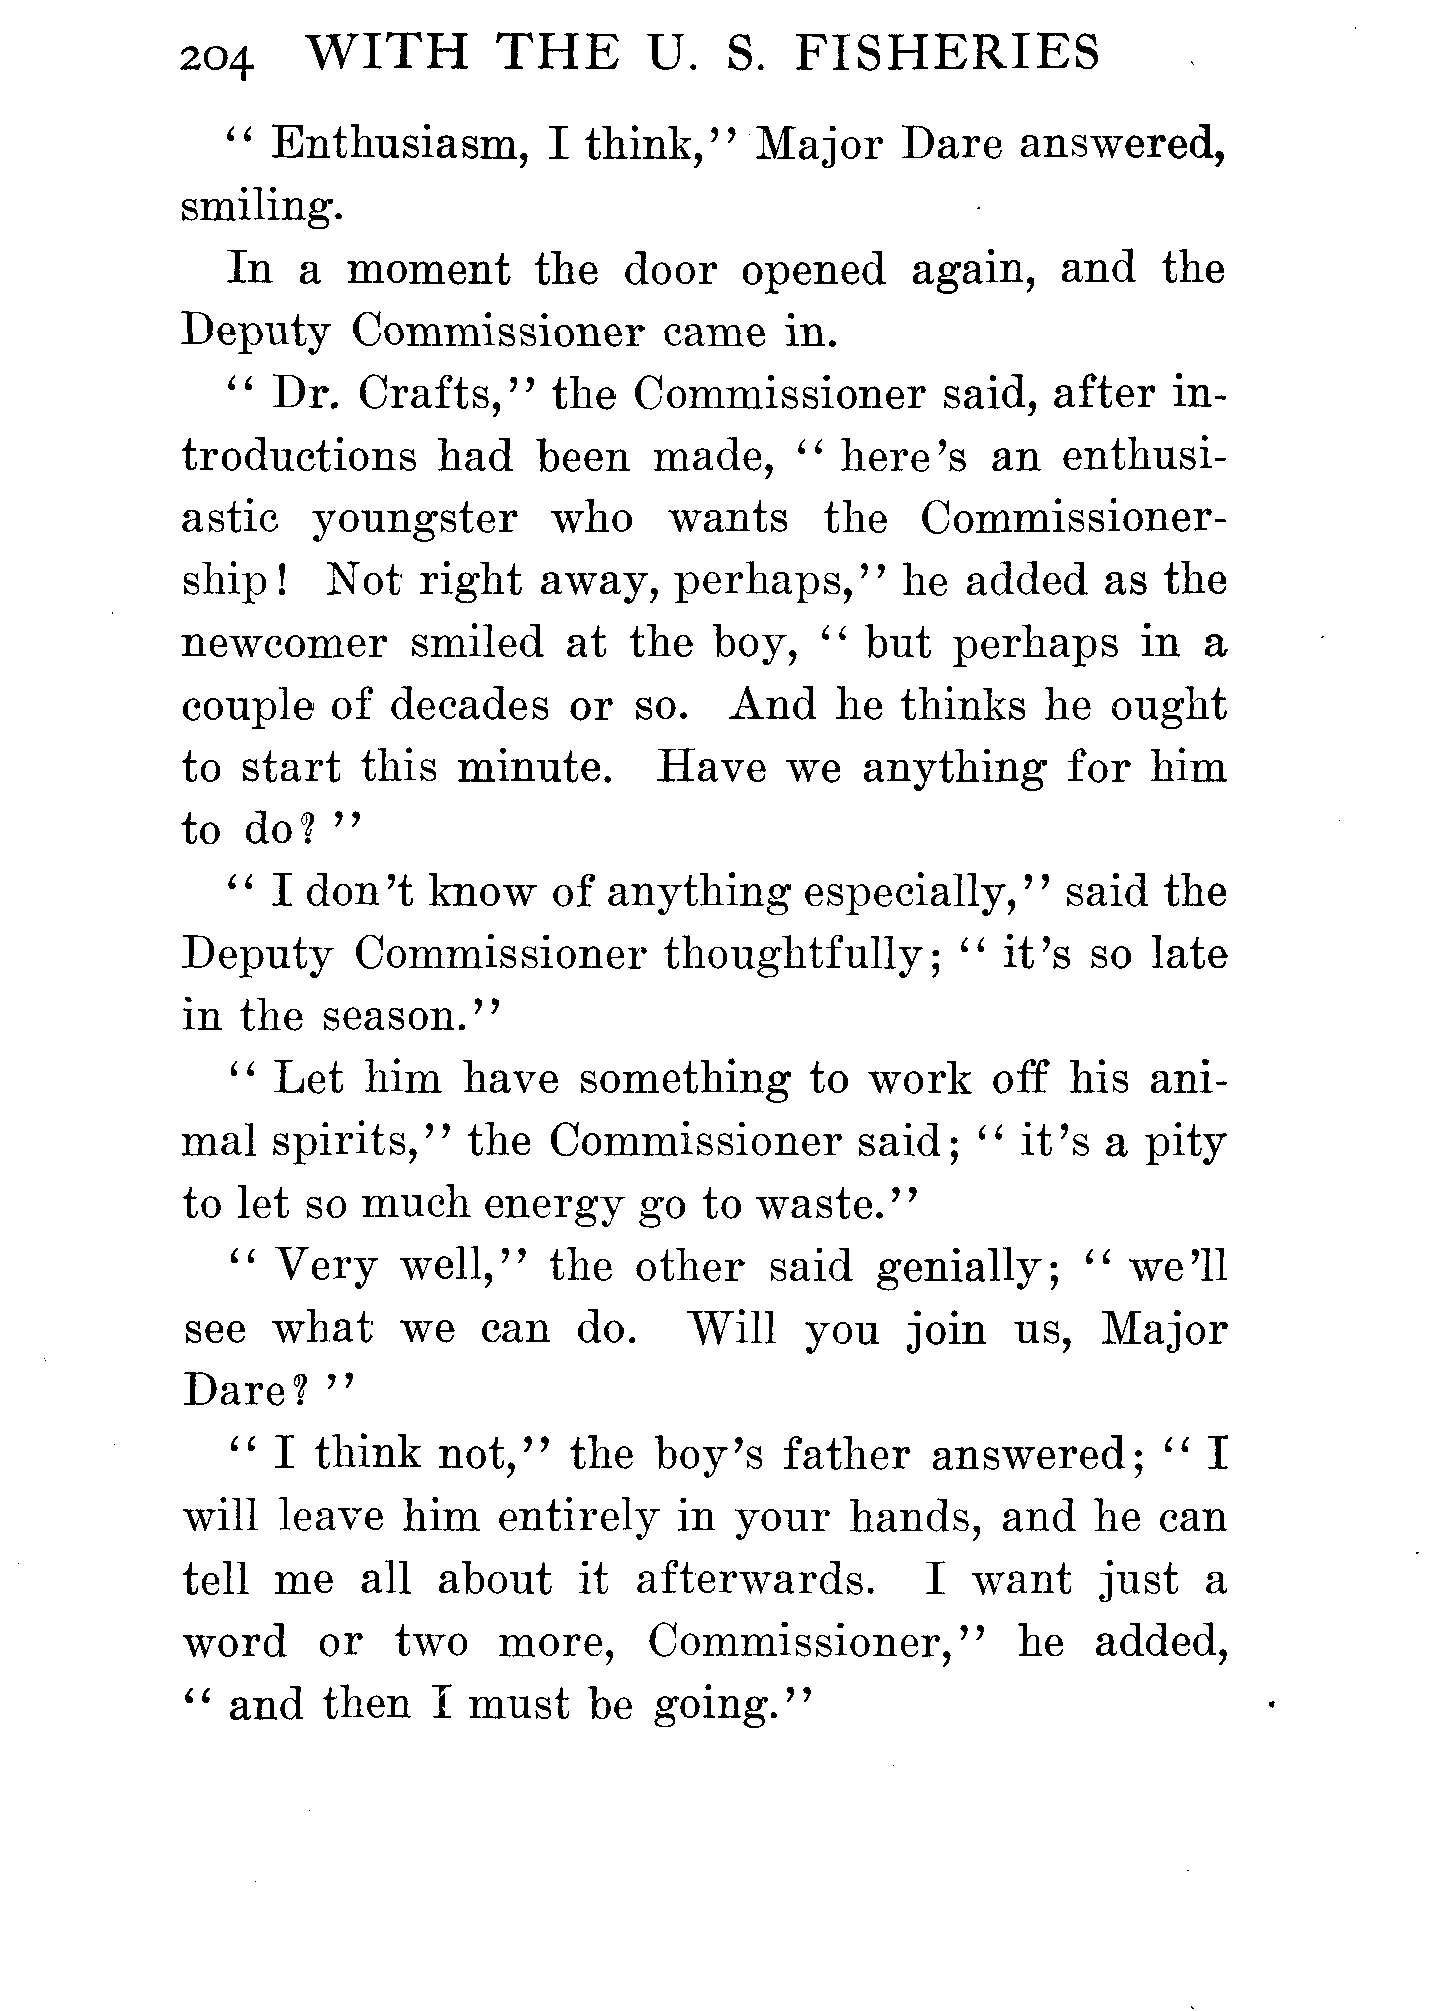 204 WITH THE U. S. FISHERIES
“ Enthusiasm, I think,” Major Dare answered,
smiling.
In a moment the door opened again, and the
Deputy Commissioner came in.
“ Dr. Crafts,” the Commissioner said, after in-
troductions had been made, “ here’s an enthusi-
astic youngster who wants the Commissioner-
ship! Not right away, perhaps,” he added as the
newcomer smiled at the boy, “ but perhaps in a
couple of decades or so. And he thinks he ought
to start this minute. Have we anything for him
to do? ”
“ I don’t know of anything especially,” said the
Deputy Commissioner thoughtfully; “ it’s so late
in the season.”
“ Let him have something to work off his ani-
mal spirits,” the Commissioner said; “ it’s a pity
to let so much energy go to waste.”
“ Very well,” the other said genially; “ we’ll
see what we can do. Will you join us, Major
Dare? ”
“ I think not,” the boy’s father answered; “ I
will leave him entirely in your hands, and he can
tell me all about it afterwards. I want just a
word or two more, Commissioner,” he added,
“ and then I must be going.”